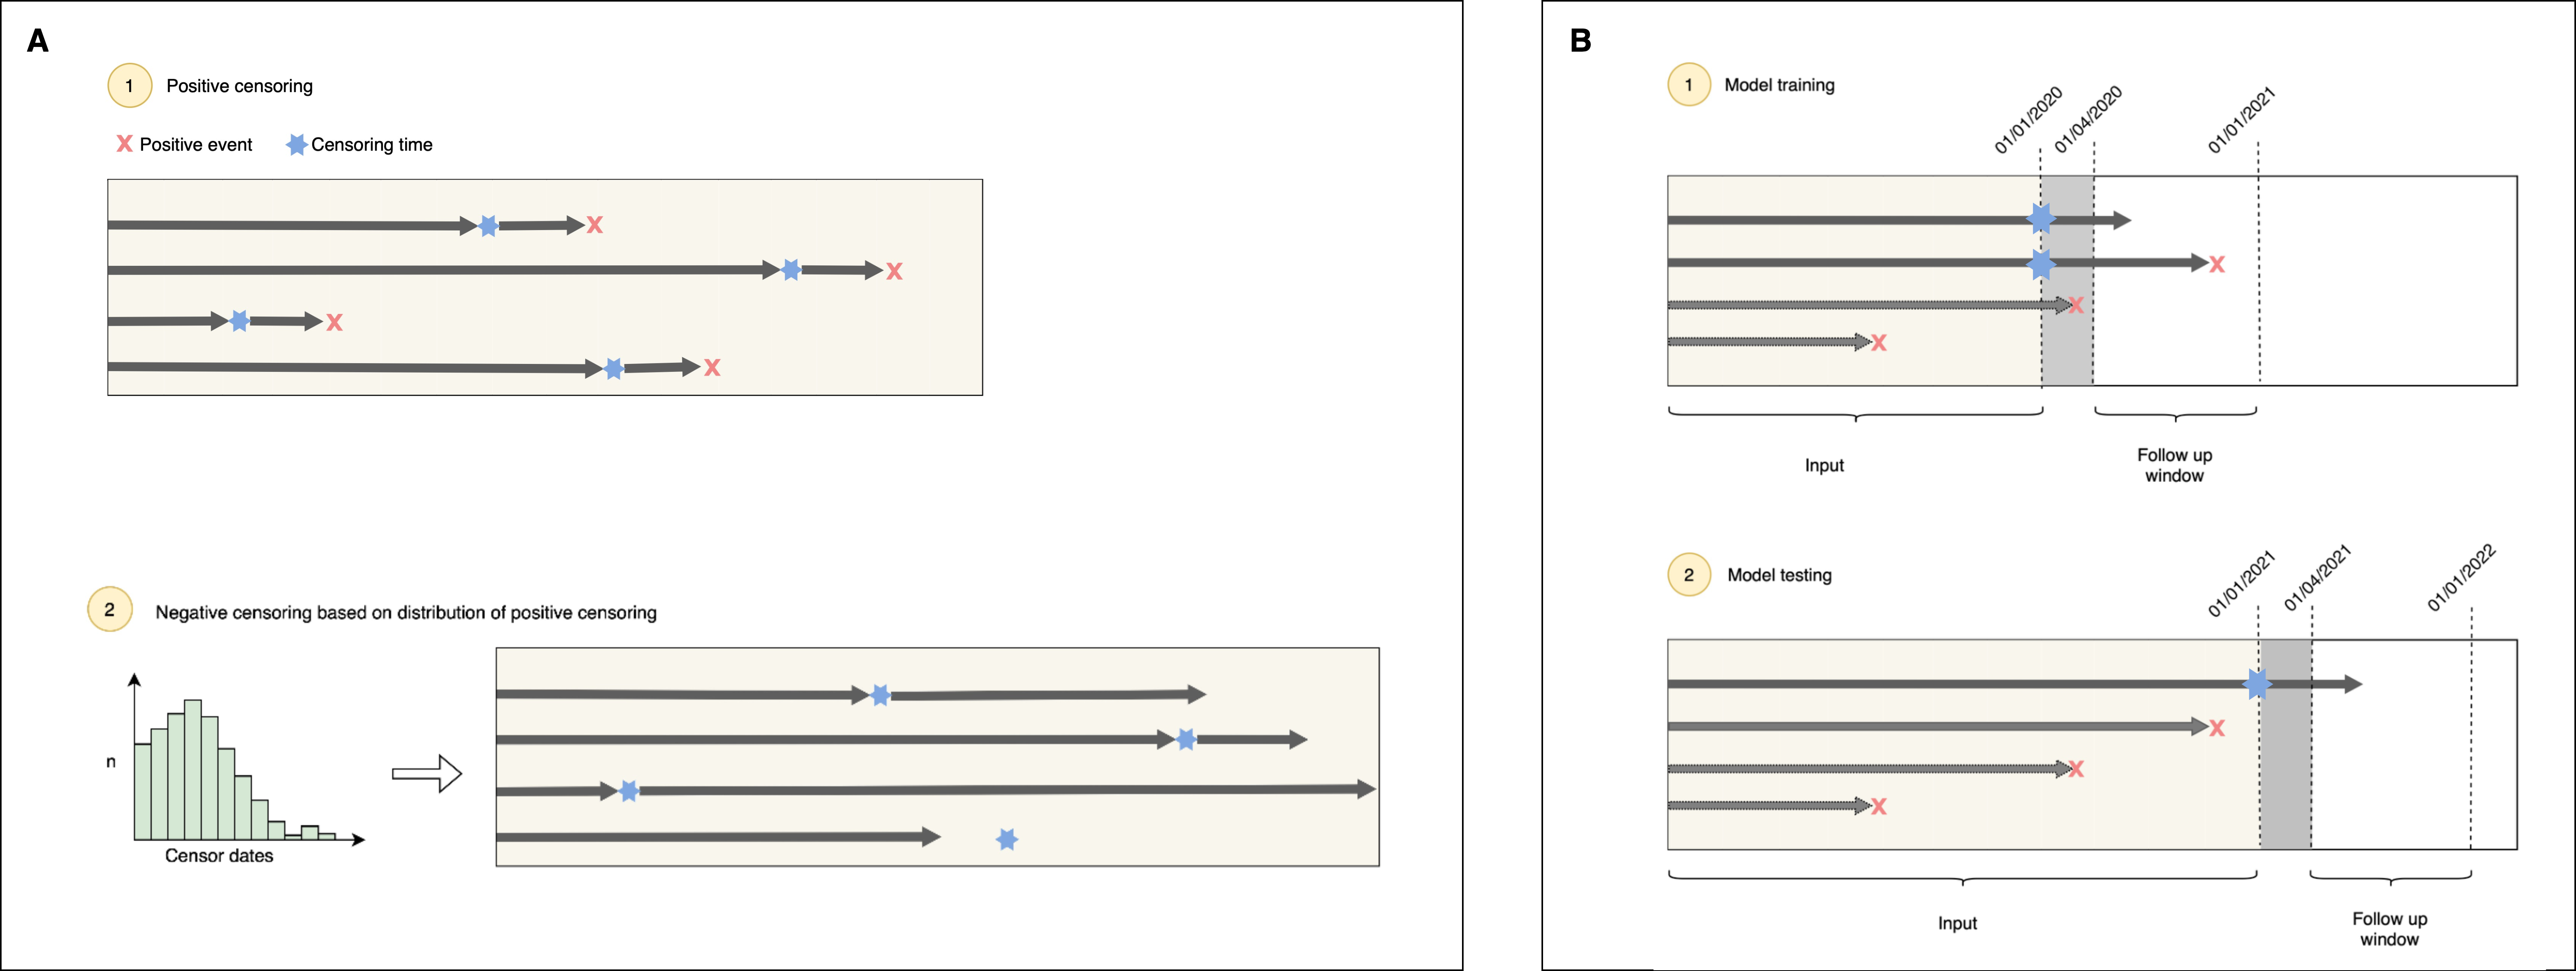 A
1 Positive censoring
X Positive event Censoring time
X
X
X
X
2 Negative censoring based on distribution of positive censoring
n
Censor dates
B
1 Model training
01/01/2020
01/04/2020
01/01/2021
X
X
X
Input
Follow up
window
2 Model testing
01/01/2021
01/04/2021
01/01/2022
X
X
X
Input
Follow up
window